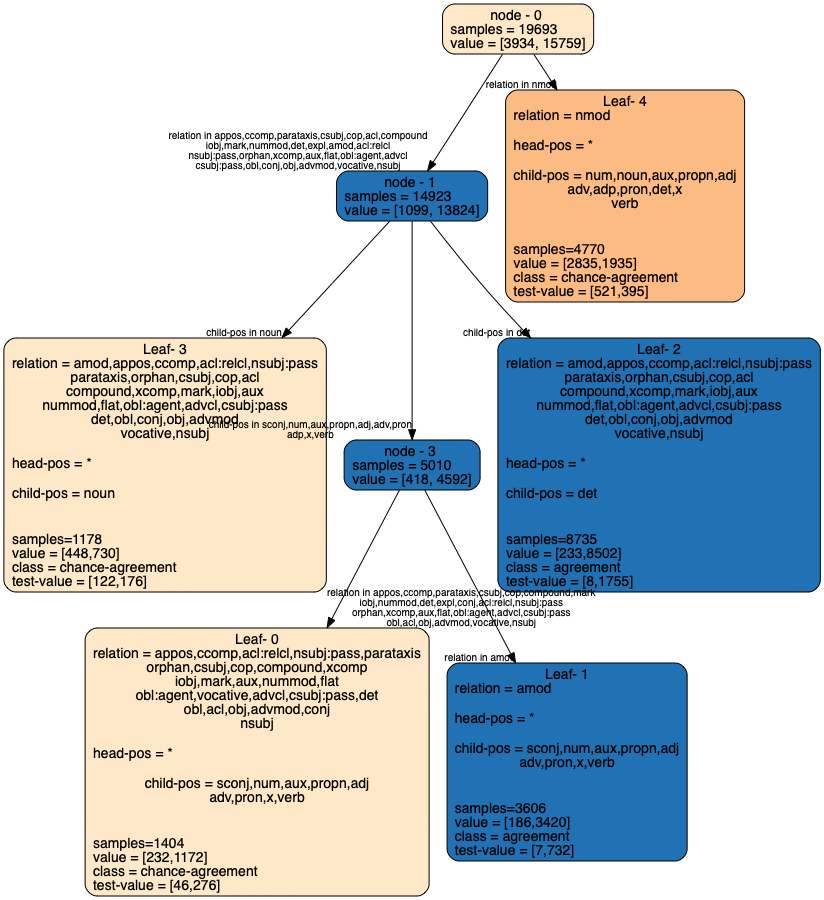 node - 0
samples = 19693
value = [3934, 15759]
relation in nmod
Leaf- 4
relation = nmod
head-pos = *
child-pos = num,noun,aux,propn,adj
adv,adp,pron,det,x
verb
samples=4770
value = [2835,1935]
class = chance-agreement
test-value = [521,395]
relation in appos,ccomp,parataxis,csubj,cop,acl,compound
iobj,mark,nummod,det,expl,amod,acl:relcl
nsubj:pass,orphan,xcomp,aux,flat,obl:agent,advcl
csubj:pass,obl,conj,obj,advmod,vocative,nsubj
node - 1
samples = 14923
value = [1099, 13824]
child-pos in noun
Leaf- 3
relation = amod,appos,ccomp,acl:relcl,nsubj:pass
parataxis,orphan,csubj,cop,acl
compound,xcomp,mark,iobj,aux
nummod,flat,obl:agent,advcl,csubj:pass
det,obl,conj,obj,advmod
vocative,nsubj
head-pos = *
child-pos = noun
samples=1178
value = [448,730]
class = chance-agreement
test-value = [122,176]
child-pos in det
Leaf- 2
relation = amod,appos,ccomp,acl:relcl,nsubj:pass
parataxis,orphan,csubj,cop,acl
compound,xcomp,mark,iobj,aux
nummod,flat,obl:agent,advcl,csubj:pass
det,obl,conj,obj,advmod
vocative,nsubj
head-pos = *
child-pos = det
samples=8735
value = [233,8502]
class = agreement
test-value = [8,1755]
child-pos in sconj,num,aux,propn,adj,adv,pron
adp,x,verb
node - 3
samples = 5010
value = [418, 4592]
relation in appos,ccomp,parataxis,csubj,cop,compound,mark
iobj,nummod,det,expl,conj,acl:relcl,nsubj:pass
orphan,xcomp,aux,flat,obl:agent,advcl,csubj:pass
obl,acl,obj,advmod,vocative,nsubj
Leaf- 0
relation = appos,ccomp,acl:relcl,nsubj:pass,parataxis
orphan,csubj,cop,compound,xcomp
iobj,mark,aux,nummod,flat
obl:agent,vocative,advcl,csubj:pass,det
obl,acl,obj,advmod,conj
nsubj
head-pos = *
child-pos = sconj,num,aux,propn,adj
adv,pron,x,verb
samples=1404
value = [232,1172]
class = chance-agreement
test-value = [46,276]
relation in amod
Leaf- 1
relation = amod
head-pos = *
child-pos = sconj,num,aux,propn,adj
adv,pron,x,verb
samples=3606
value = [186,3420]
class = agreement
test-value = [7,732]